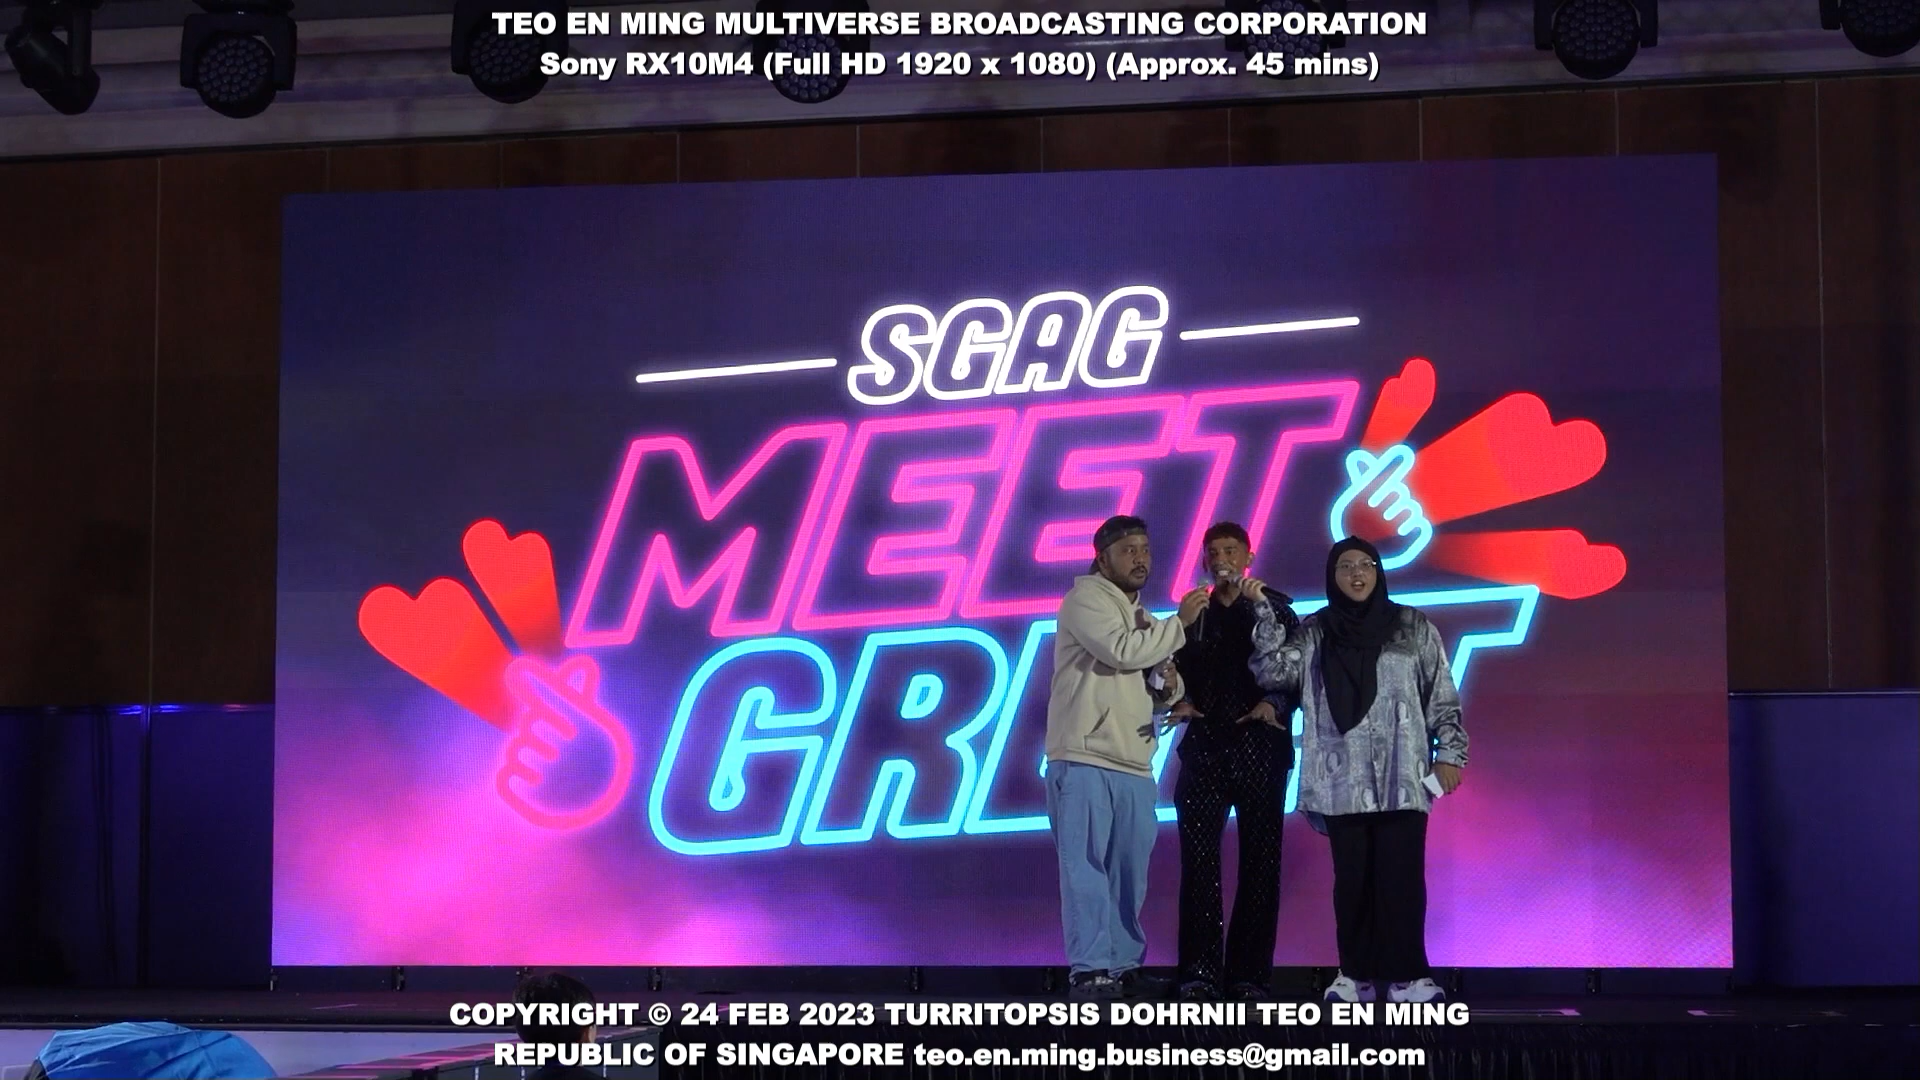 TEO EN MING MULTIVERSE BROADCASTING CORPORATION
Sony RX10M4 (Full HD 1920 x 1080) (Approx. 45 mins)
SGAG
MEET
GREET
COPYRIGHT © 24 FEB 2023 TURRITOPSIS DOHRNII TEO EN MING
REPUBLIC OF SINGAPORE teo.en.ming.business@gmail.com